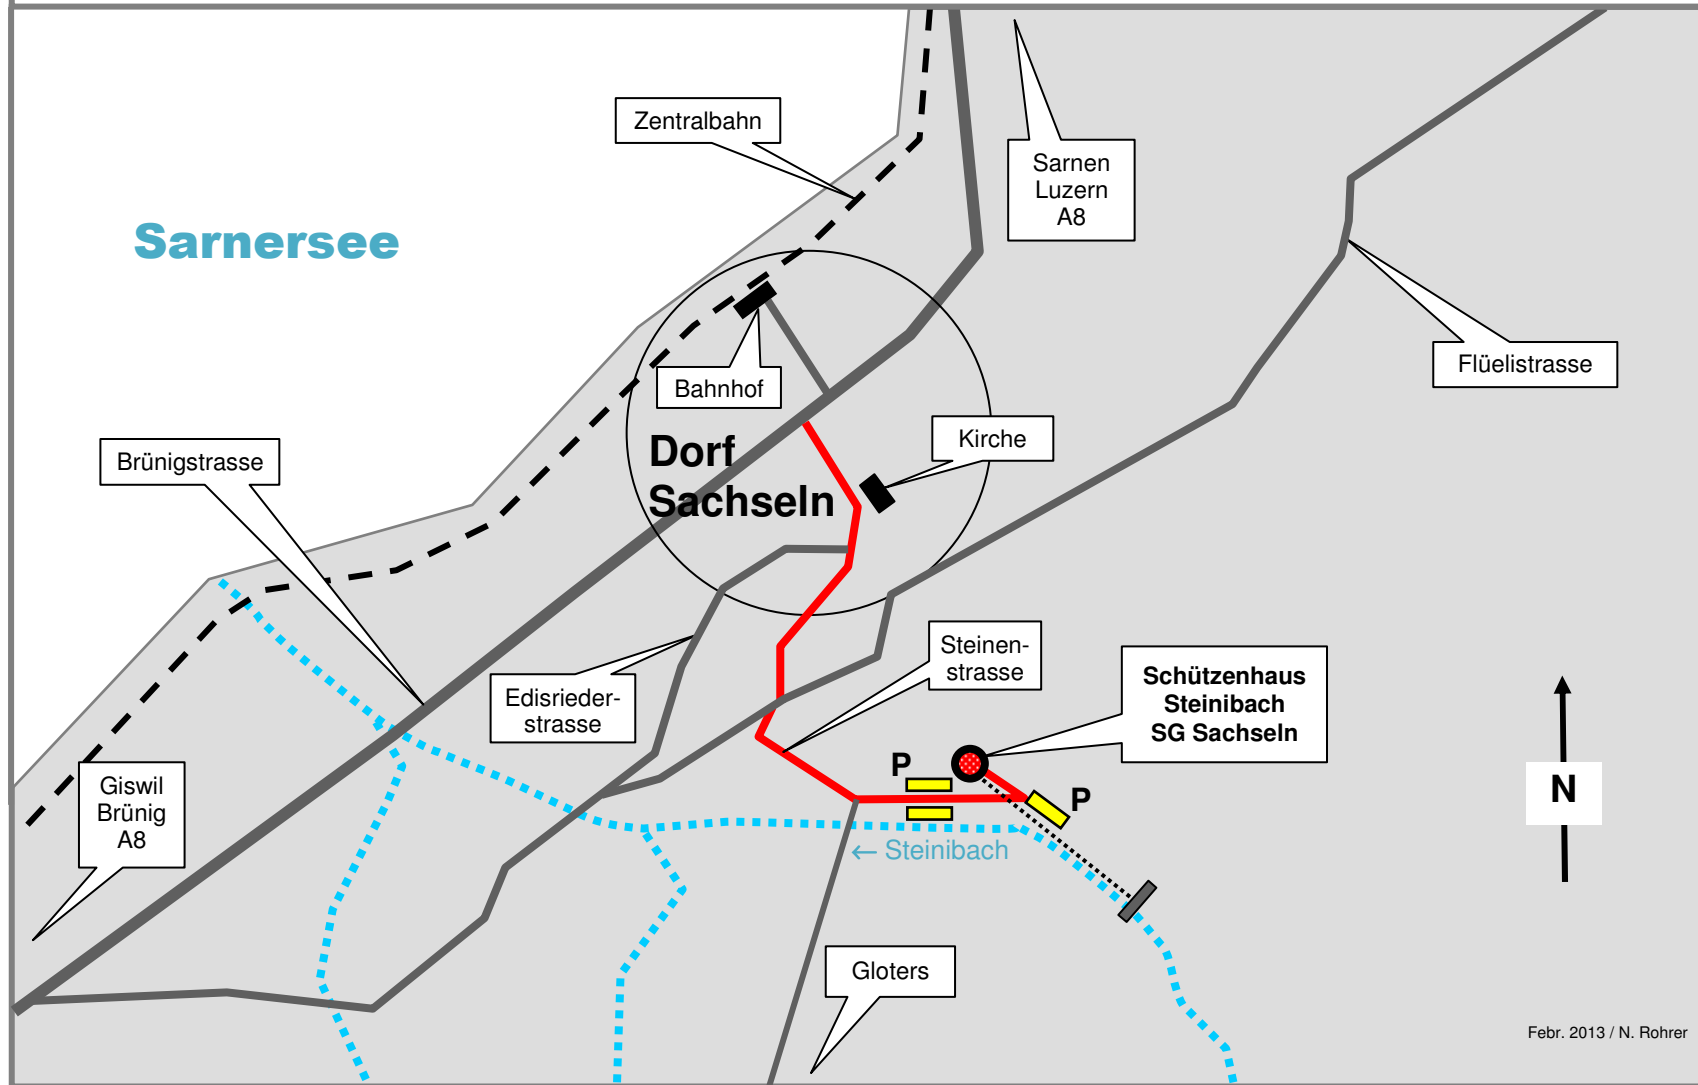 Zentralbahn
Sarnen
Luzern
A8
Sarnersee
Flüelistrasse
Bahnhof
Kirche
Dorf
Sachseln
Brünigstrasse
Steinen-
strasse
Schützenhaus
Steinibach
SG Sachseln
Edisrieder-
strasse
P
P
N
Giswil
Brünig
A8
← Steinibach
Gloters
Febr. 2013 / N. Rohrer